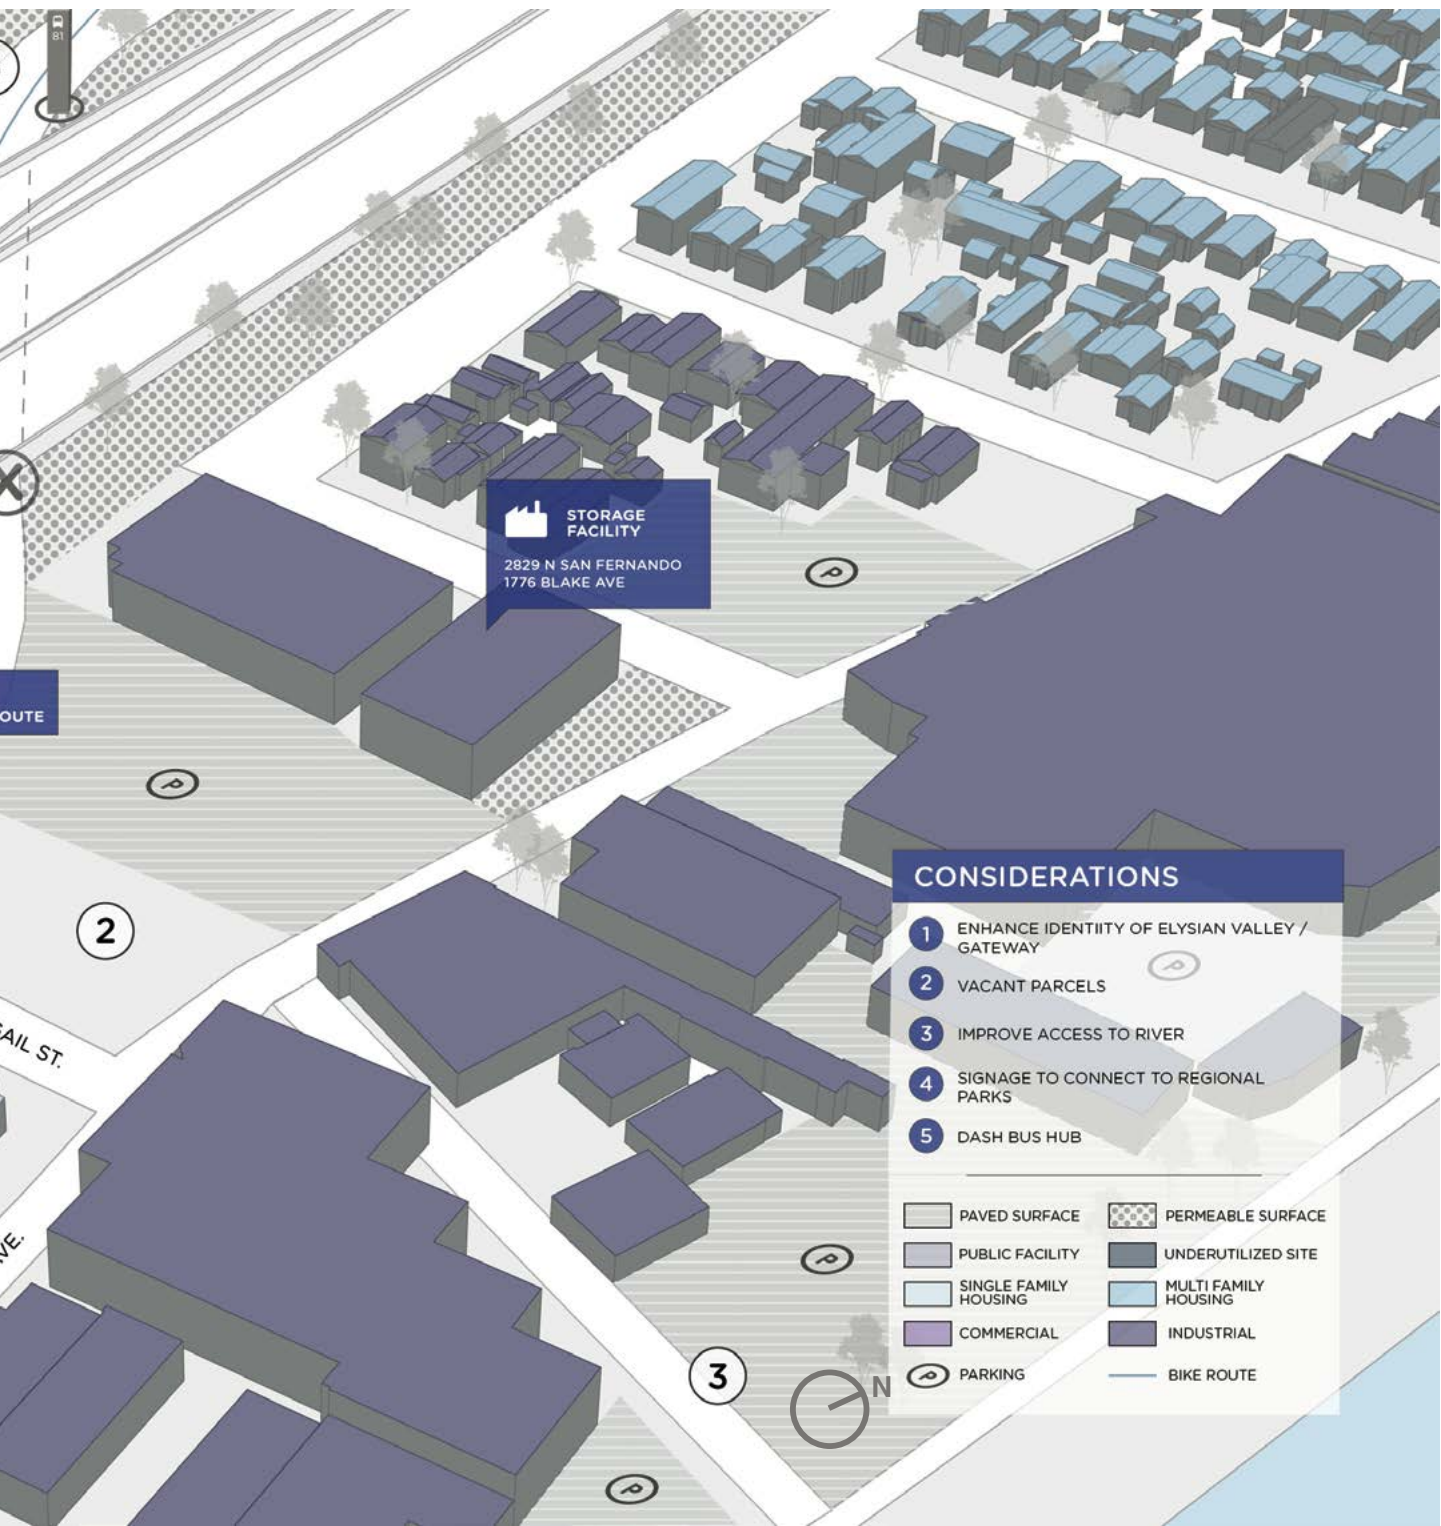 81
STORAGE
FACILITY
2829 N SAN FERNANDO
1776 BLAKE AVE
OUTE
P
P
2
AIL ST.
VE.
CONSIDERATIONS
1 ENHANCE IDENTIITY OF ELYSIAN VALLEY /
GATEWAY
2 VACANT PARCELS
3 IMPROVE ACCESS TO RIVER
4 SIGNAGE TO CONNECT TO REGIONAL
PARKS
5 DASH BUS HUB
P
PAVED SURFACE
PERMEABLE SURFACE
PUBLIC FACILITY
UNDERUTILIZED SITE
SINGLE FAMILY
HOUSING
MULTI FAMILY
HOUSING
COMMERCIAL
INDUSTRIAL
P PARKING
BIKE ROUTE
P
3
N
P